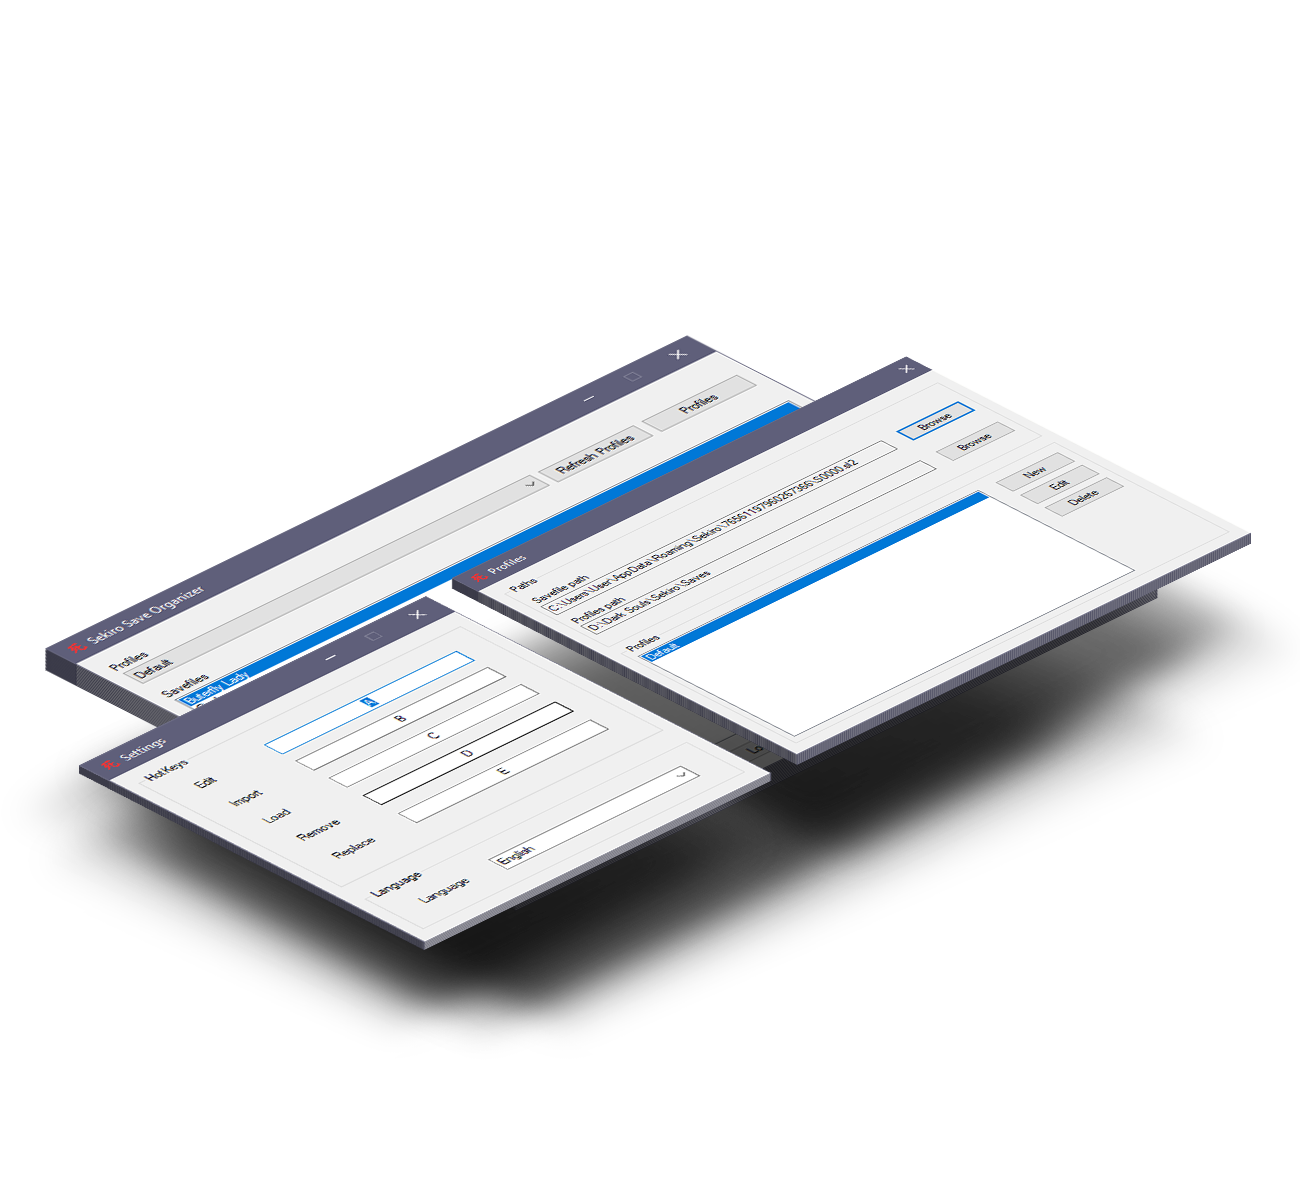 Sekiro Save Organizer
Profiles
Default
Refresh Profiles
Profiles
Savefiles
Buterfly Lady
Profiles
Paths
Savefile path
C:\Users\User\AppData\Roaming\Sekiro\76561197960267366\S0000.sl2
Browse
Profiles path
D:\Dark Souls\Sekiro\Saves
Browse
Profiles
Default
New
Edit
Delete
Settings
HotKeys
Edit
A
Import
B
Load
C
Remove
D
Replace
E
Language
Language
English
Lo